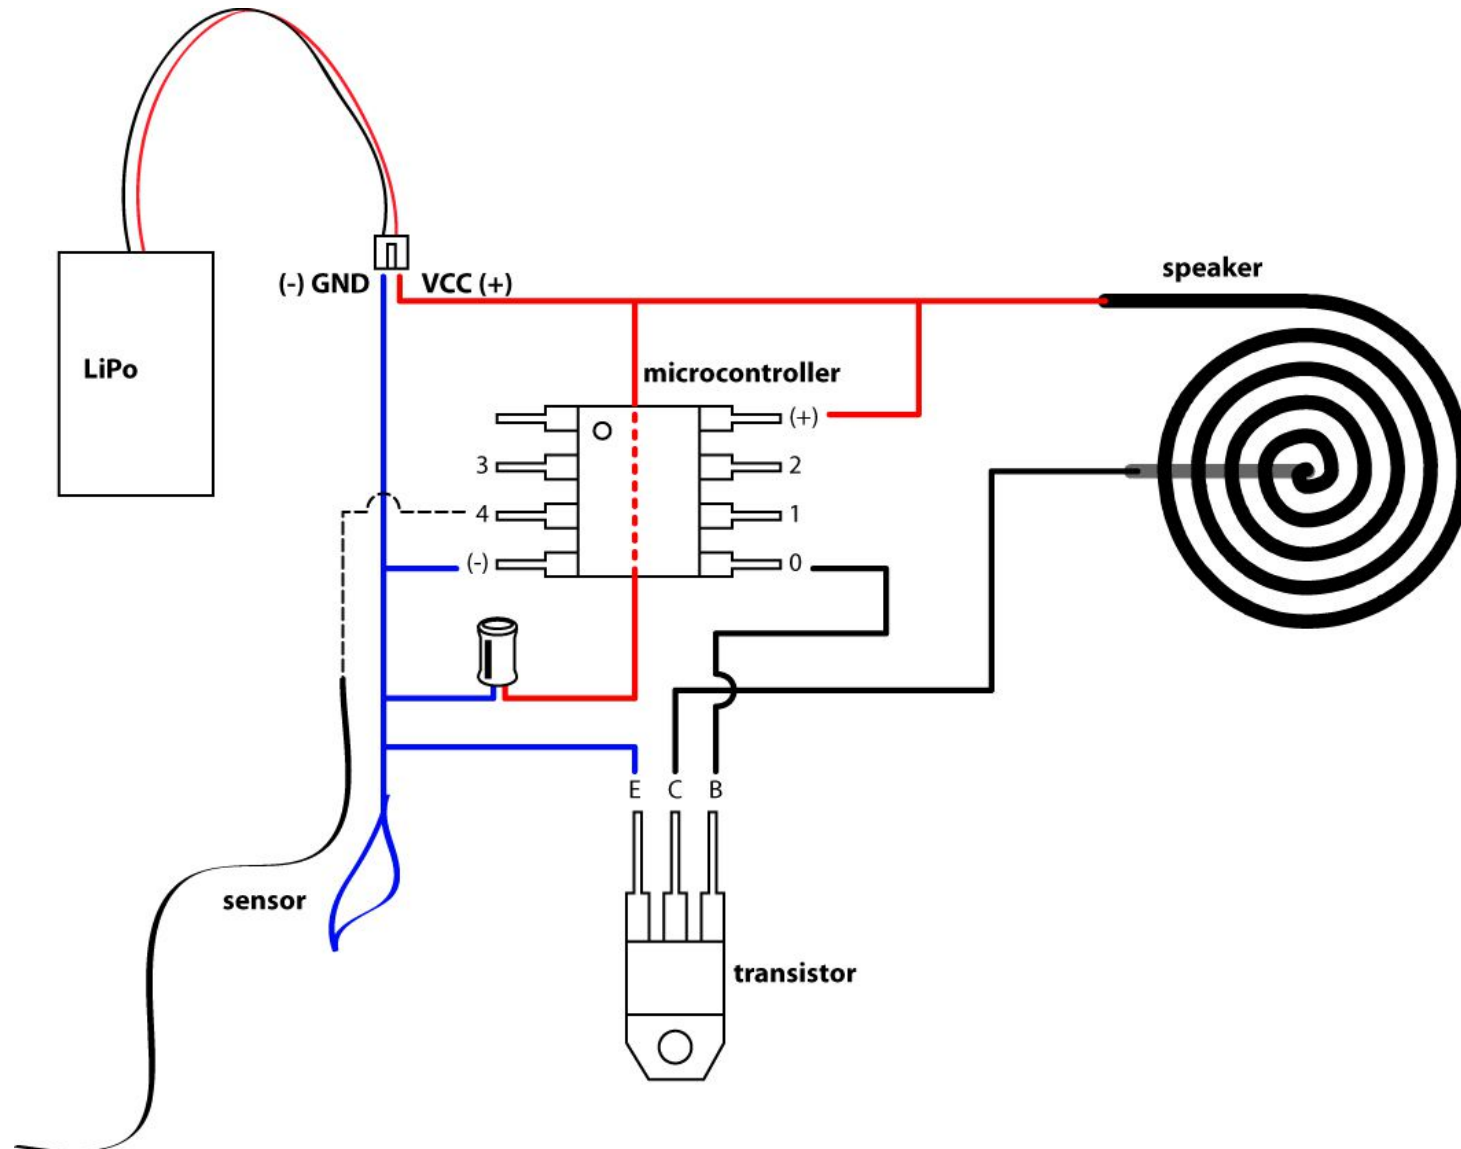 (-) GND
VCC (+)
speaker
LiPo
microcontroller
(+)
3
2
4
1
(-)
0
E C B
sensor
transistor